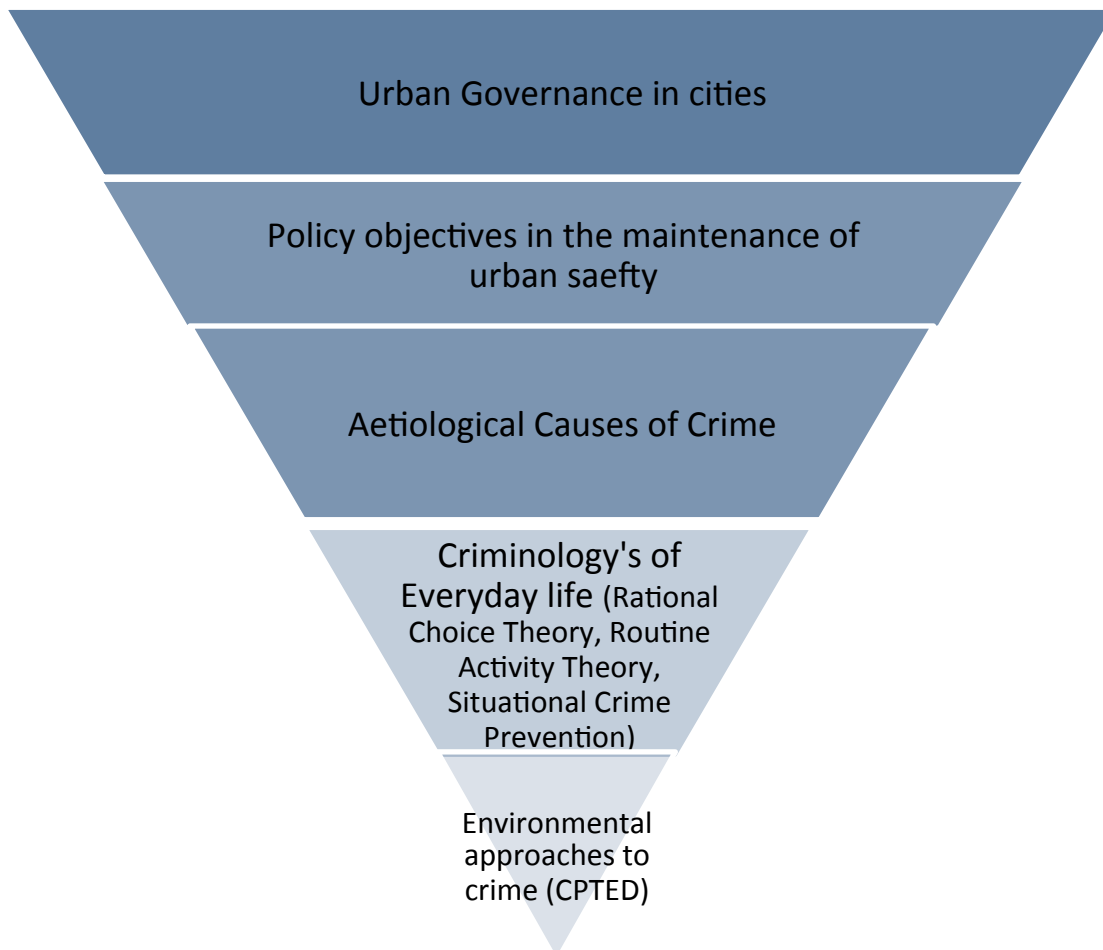 Urban Governance in cities
Policy objectives in the maintenance of
urban saefty
Aetiological Causes of Crime
Criminology's of
Everyday life (Rational
Choice Theory, Routine
Activity Theory,
Situational Crime
Prevention)
Environmental
approaches to
crime (CPTED)